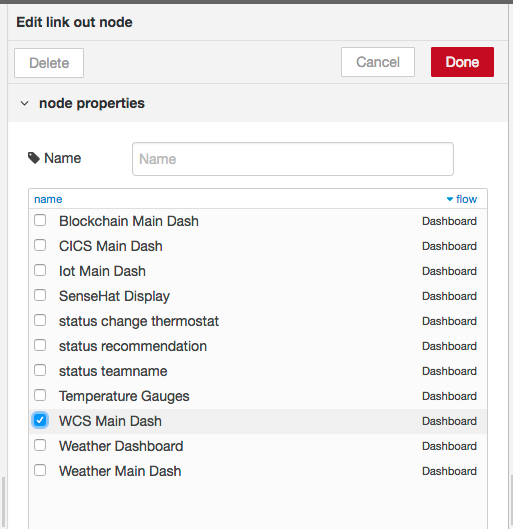 Edit link out node
Delete Cancel Done
node properties
Name Name
name flow
Blockchain Main Dash Dashboard
CICS Main Dash Dashboard
Iot Main Dash Dashboard
SenseHat Display Dashboard
status change thermostat Dashboard
status recommendation Dashboard
status teamname Dashboard
Temperature Gauges Dashboard
WCS Main Dash Dashboard
Weather Dashboard Dashboard
Weather Main Dash Dashboard